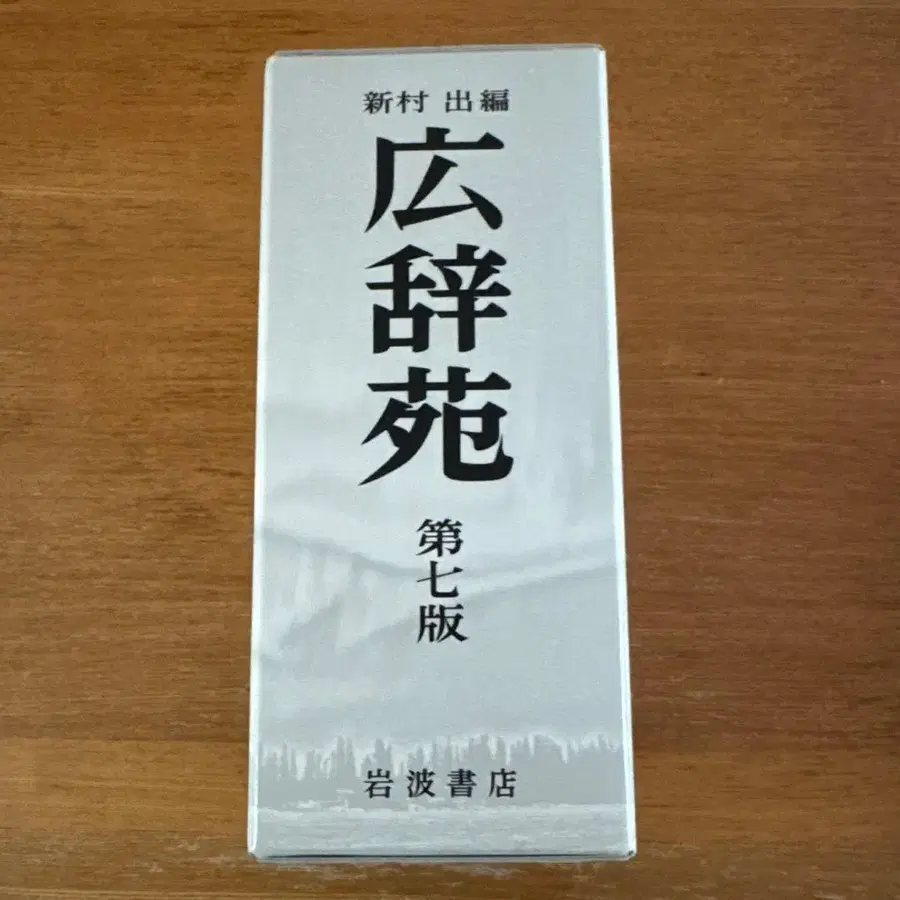 新村 出編
広辞苑
第七版
岩波書店